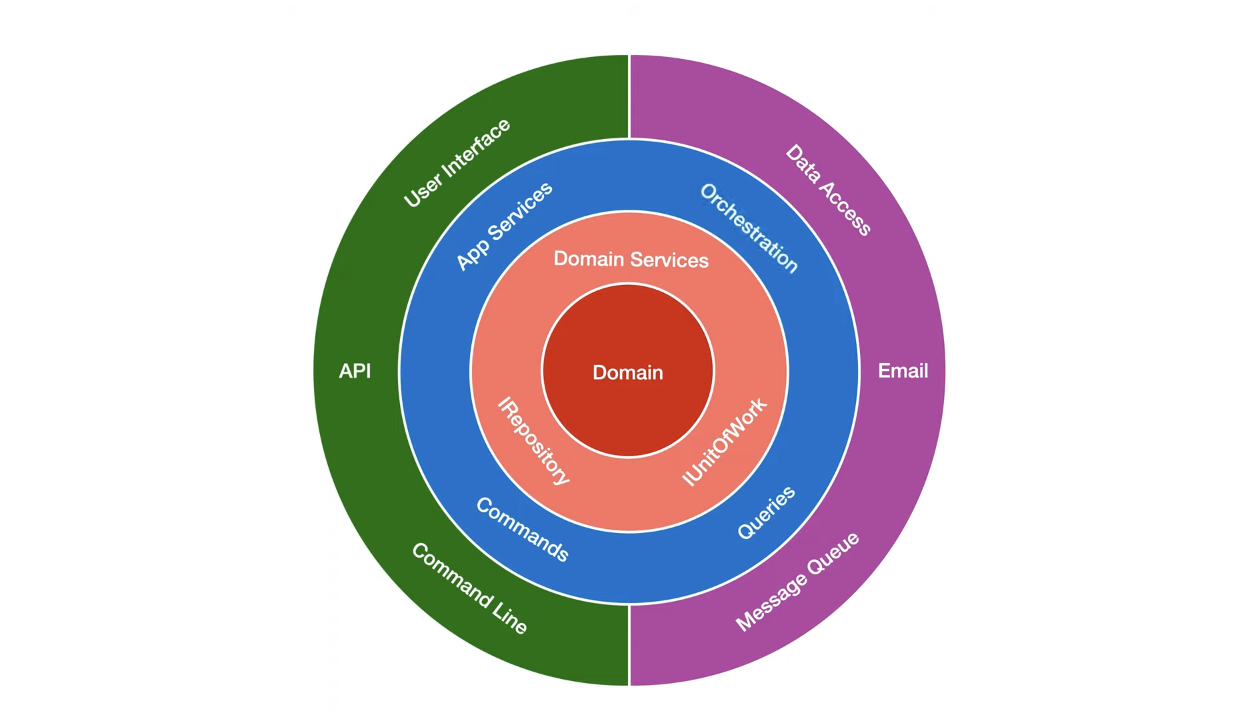 User Interface
Data Access
App Services
Orchestration
Domain Services
API
Domain
Email
IRepository
IUnitOfWork
Commands
Queries
Command Line
Message Queue